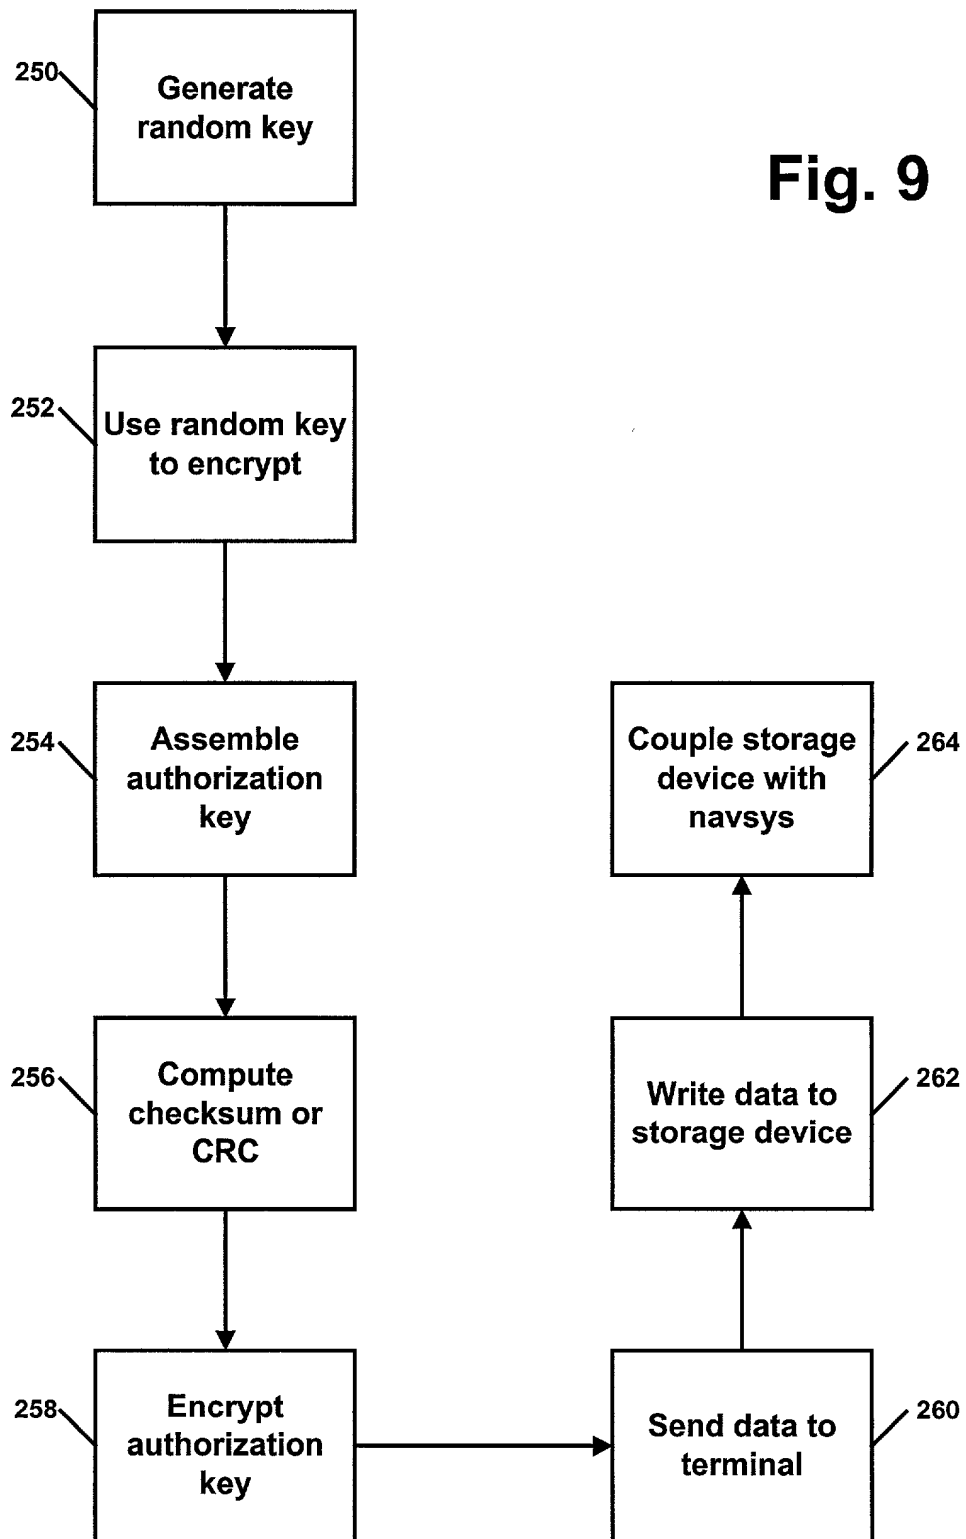 250
Generate
random key
Fig. 9
252
Use random key
to encrypt
254
Assemble
authorization
key
256
Compute
checksum or
CRC
258
Encrypt
authorization
key
260
Send data to
terminal
262
Write data to
storage device
264
Couple storage
device with
navsys